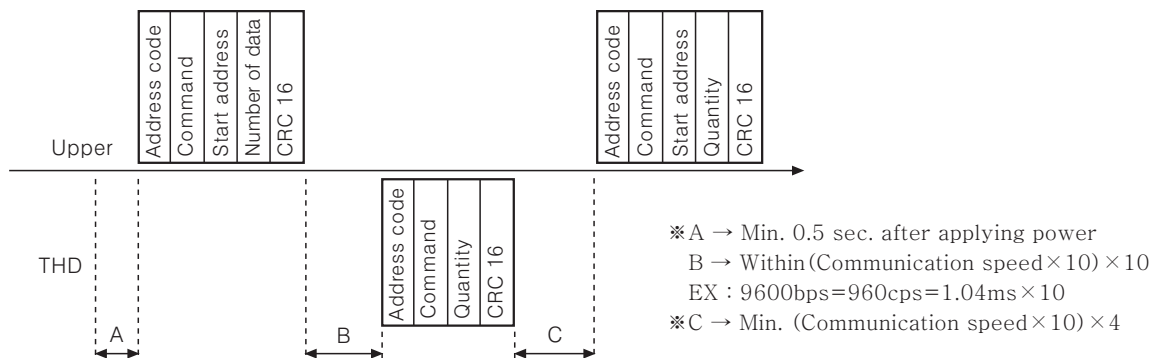 Address code
Command
Start address
Number of data
CRC 16
Address code
Command
Start address
Quantity
CRC 16
Upper
Address code
Command
Quantity
CRC 16
THD
A
B
C
※A → Min. 0.5 sec. after applying power
B → Within(Communication speed×10)×10
EX : 9600bps=960cps=1.04ms×10
※C → Min. (Communication speed×10)×4